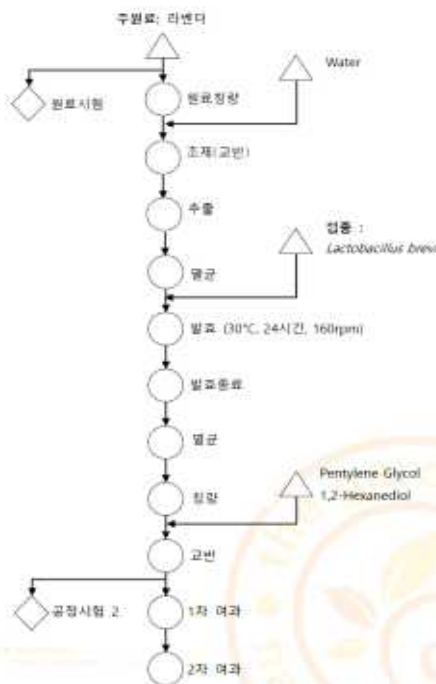 주원료: 라벤더
Water
원료시험
원료칭량
조제(교반)
추출
접종 :
Lactobacillus brevi
멸균
발효 (30℃, 24시간, 160rpm)
발효종료
멸균
Pentylene Glycol
1,2-Hexanediol
칭량
교반
공정시험 2
1차 여과
2차 여과